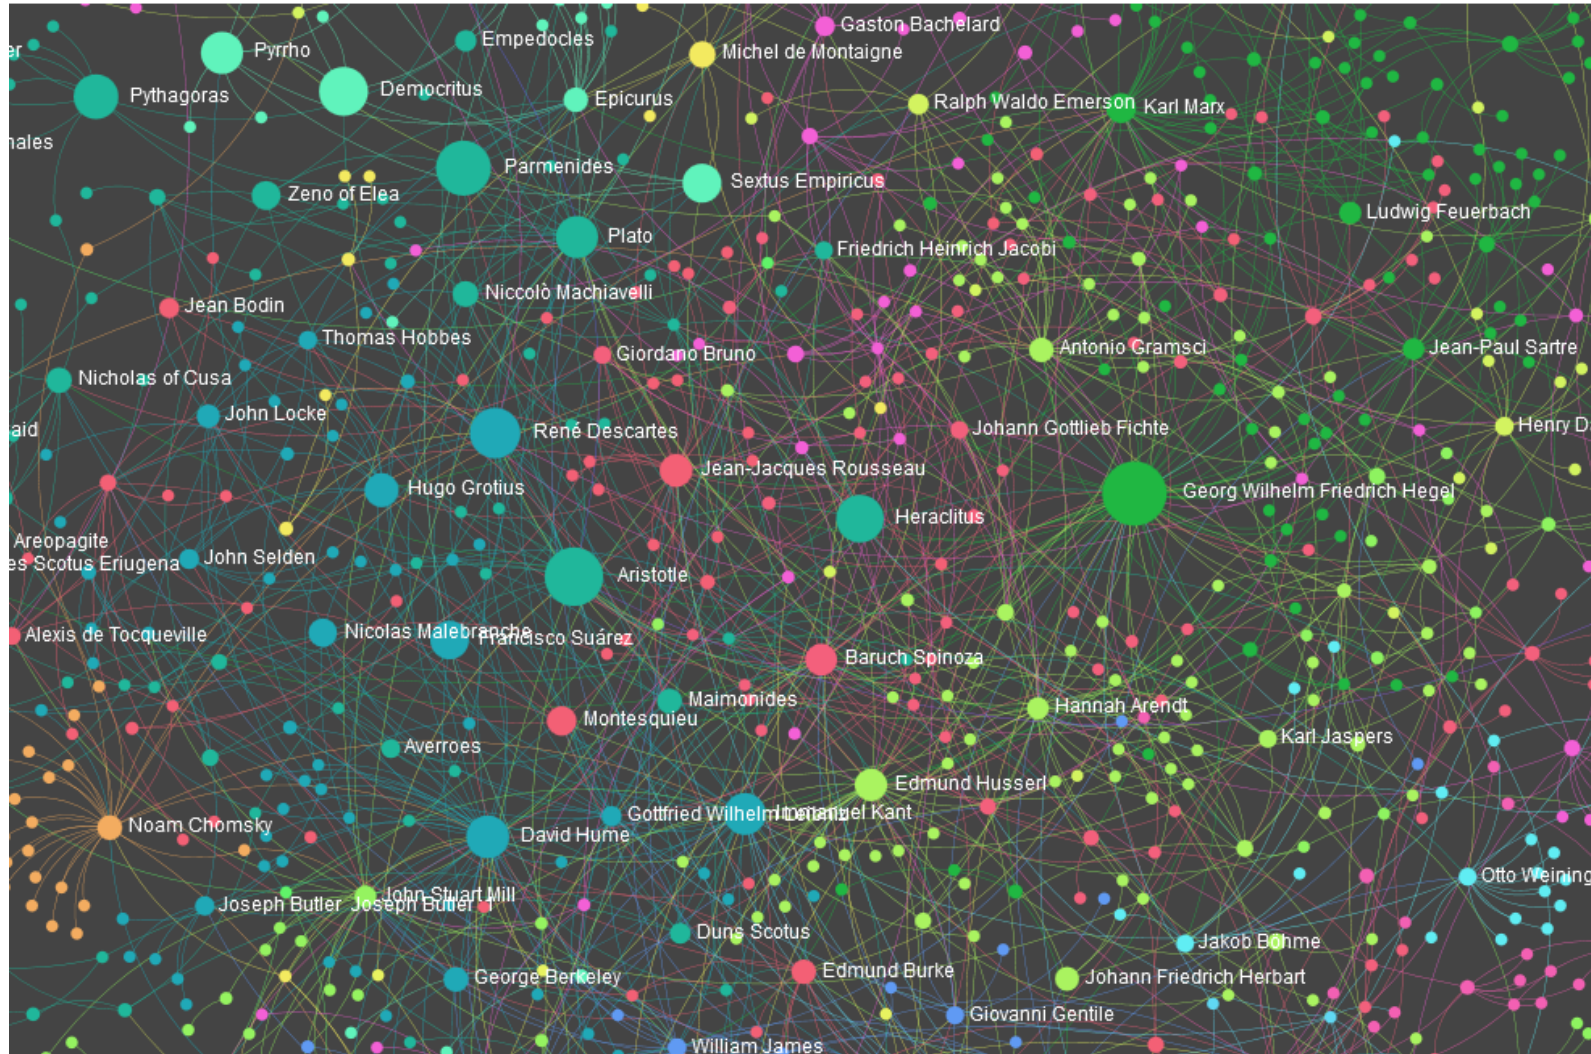 Gaston Bachelard
er
Pyrrho
Empedocles
Michel de Montaigne
Pythagoras
Democritus
Epicurus
Ralph Waldo Emerson
Karl Marx
hales
Parmenides
Sextus Empiricus
Zeno of Elea
Ludwig Feuerbach
Plato
Friedrich Heinrich Jacobi
Niccolò Machiavelli
Jean Bodin
Thomas Hobbes
Giordano Bruno
Antonio Gramsci
Jean-Paul Sartre
Nicholas of Cusa
John Locke
aid
René Descartes
Johann Gottlieb Fichte
Henry D
Jean-Jacques Rousseau
Hugo Grotius
Georg Wilhelm Friedrich Hegel
Heraclitus
Areopagite
John Selden
es Scotus Eriugena
Aristotle
Alexis de Tocqueville
Nicolas Malebranche
Francisco Suárez
Baruch Spinoza
Maimonides
Hannah Arendt
Montesquieu
Karl Jaspers
Averroes
Edmund Husserl
Noam Chomsky
David Hume
Gottfried Wilhelm Leibniz
Immanuel Kant
Otto Weining
John Stuart Mill
Joseph Butler
Joseph Butler
Duns Scotus
Jakob Böhme
George Berkeley
Edmund Burke
Johann Friedrich Herbart
Giovanni Gentile
William James